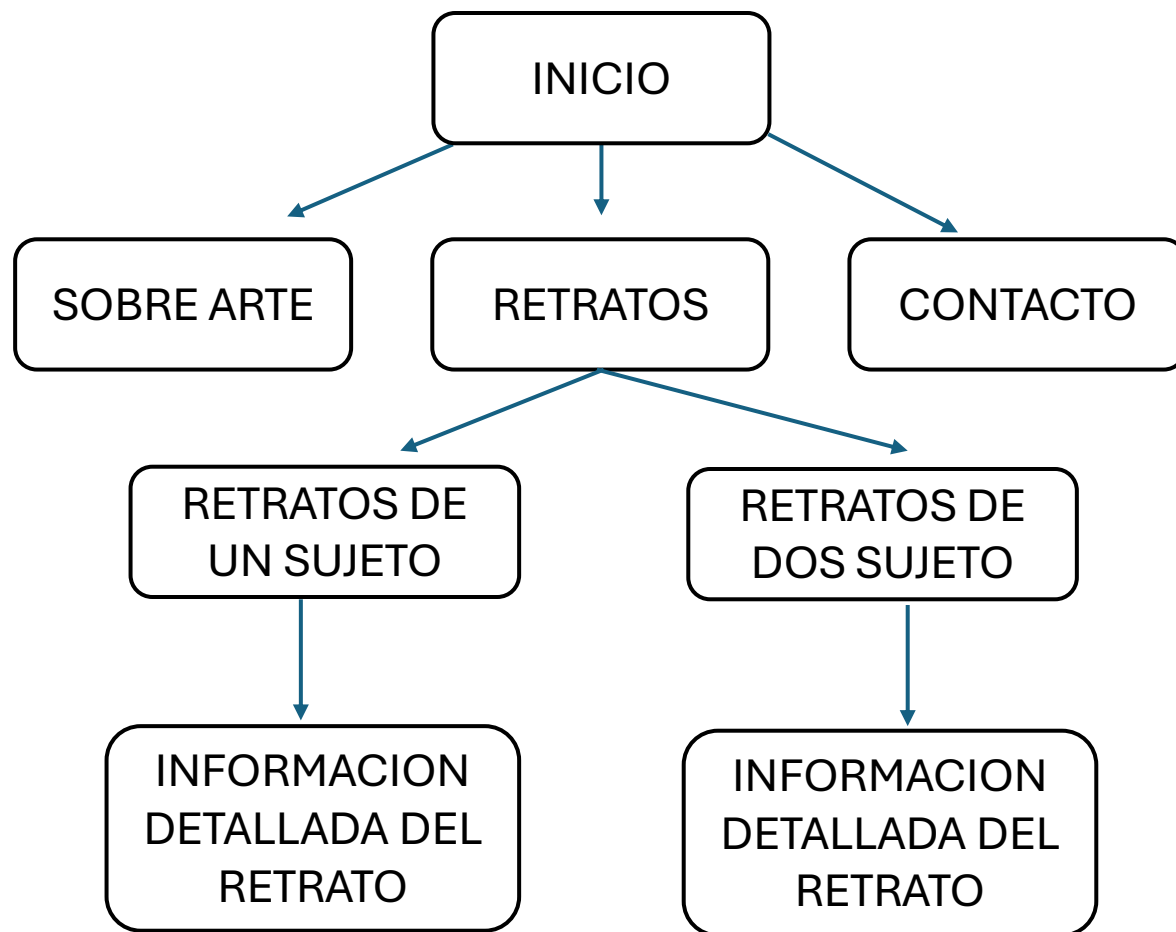 INICIO
SOBRE ARTE
RETRATOS
CONTACTO
RETRATOS DE
UN SUJETO
RETRATOS DE
DOS SUJETO
INFORMACION
DETALLADA DEL
RETRATO
INFORMACION
DETALLADA DEL
RETRATO